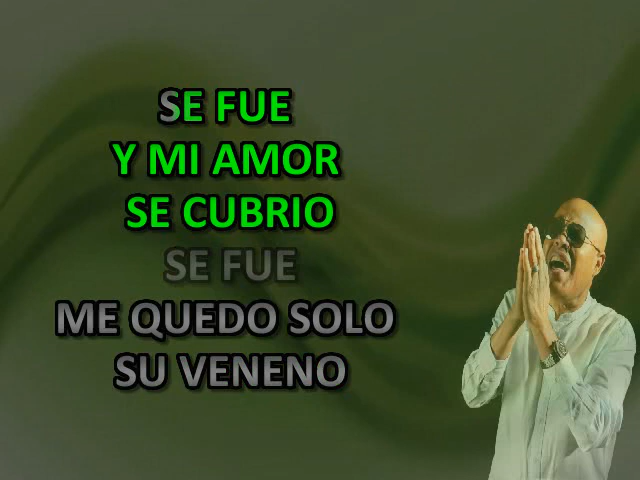 SE FUE
Y MI AMOR
SE CUBRIO
SE FUE
ME QUEDO SOLO
SU VENENO